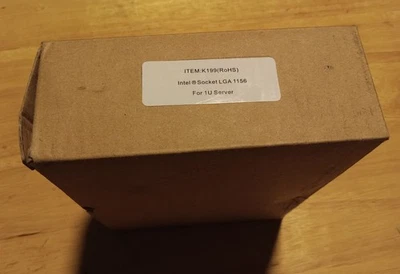 ITEM:K199(RoHS)
Intel®Socket LGA 1156
For 1U Server